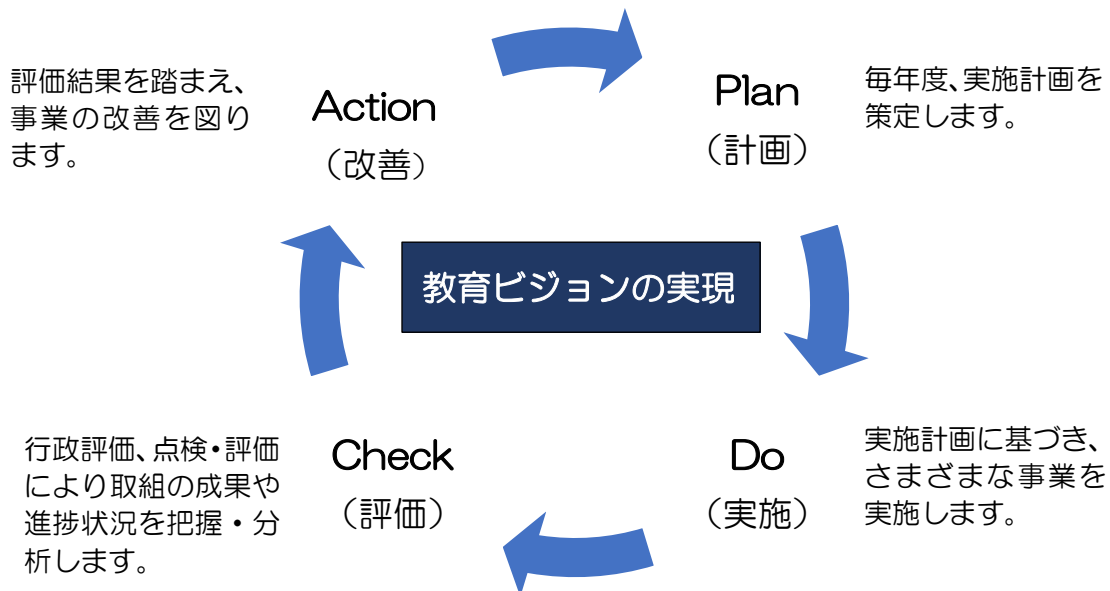 評価結果を踏まえ、
事業の改善を図り
ます。
Action
（改善）
Plan
（計画）
毎年度、実施計画を
策定します。
教育ビジョンの実現
行政評価、点検・評価
により取組の成果や
進捗状況を把握・分
析します。
Check
（評価）
Do
（実施）
実施計画に基づき、
さまざまな事業を
実施します。